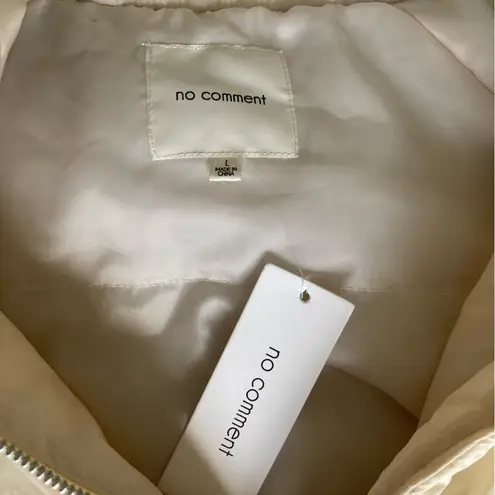 no comment
L
MADE IN
CHINA
no comment